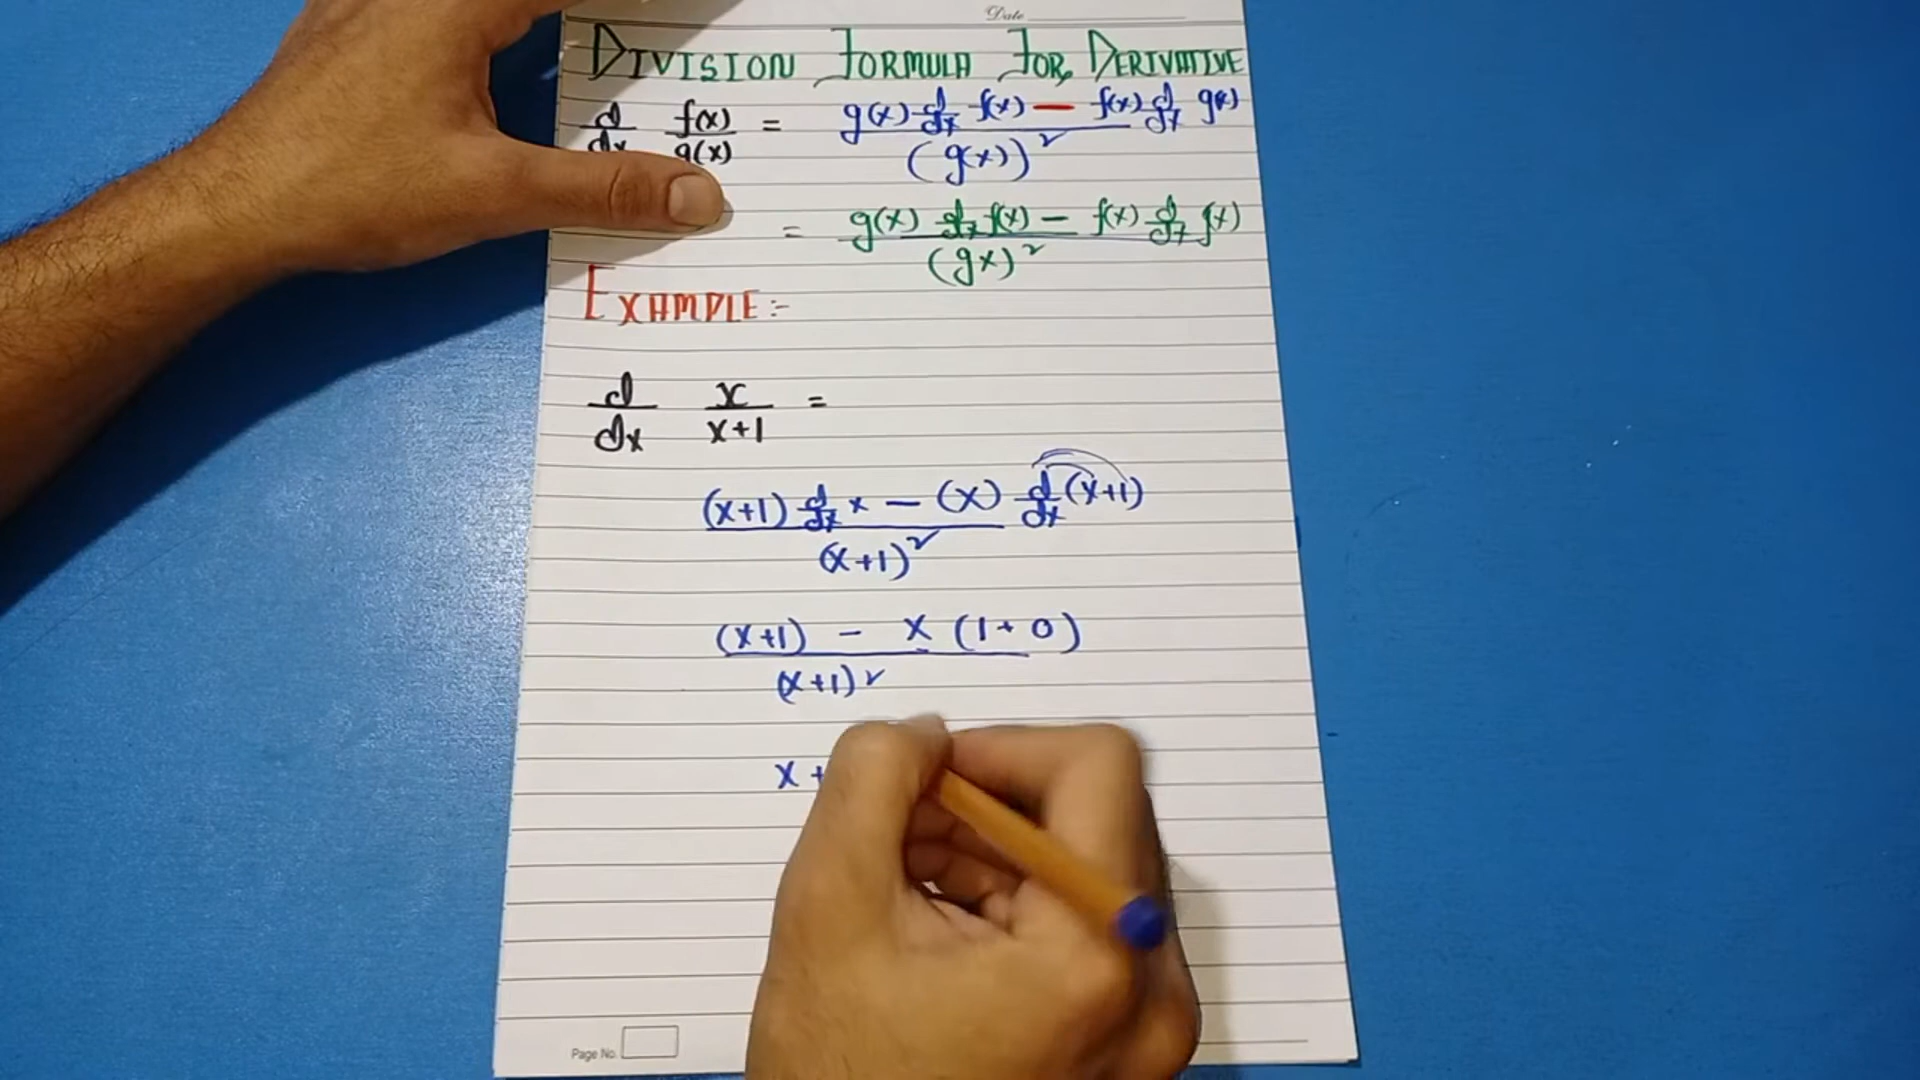 Date
DIVISION FORMULA FOR DERIVATIVE
d/dx f(x)/g(x) = g(x) d/dx f(x) — f(x) d/dx g(x) / (g(x))²
= g(x) d/dx f(x) — f(x) d/dx g(x) / (gx)²
EXAMPLE:-
d/dx x/x+1 =
(x+1) d/dx x — (x) d/dx (x+1) / (x+1)²
(x+1) - x (1+0) / (x+1)²
x +
Page No.